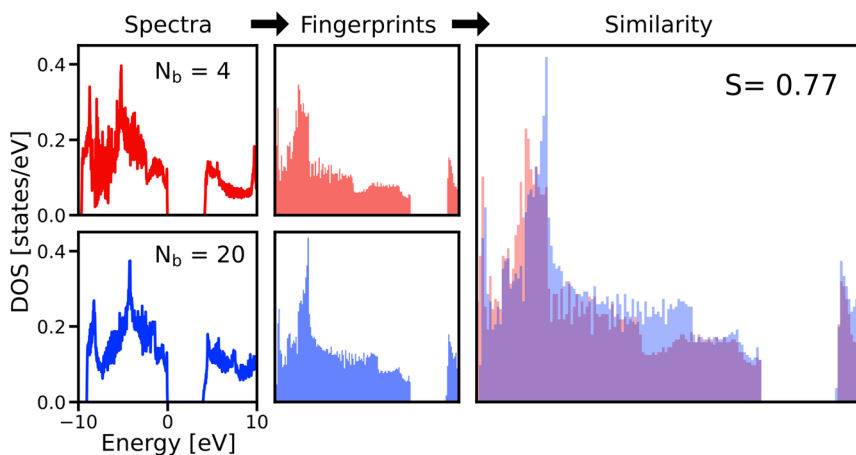 Spectra Fingerprints Similarity
DOS [states/eV]
0.4
0.2
0.0
N_b = 4
S= 0.77
0.4
0.2
0.0
N_b = 20
−10 0 10
Energy [eV]